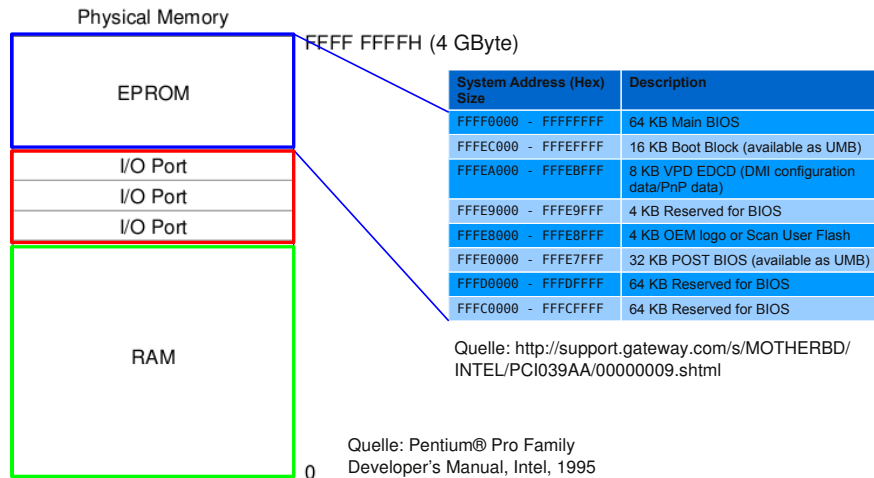 Physical Memory
FFFF FFFFH (4 GByte)
EPROM
I/O Port
I/O Port
I/O Port
RAM
0
System Address (Hex) Description
Size
FFFF0000 - FFFFFFFF 64 KB Main BIOS
FFFEC000 - FFFEFFFF 16 KB Boot Block (available as UMB)
FFFEA000 - FFFEBFFF 8 KB VPD EDCD (DMI configuration
data/PnP data)
FFFE9000 - FFFE9FFF 4 KB Reserved for BIOS
FFFE8000 - FFFE8FFF 4 KB OEM logo or Scan User Flash
FFFE0000 - FFFE7FFF 32 KB POST BIOS (available as UMB)
FFFD0000 - FFFDFFFF 64 KB Reserved for BIOS
FFFC0000 - FFFCFFFF 64 KB Reserved for BIOS
Quelle: http://support.gateway.com/s/MOTHERBD/
INTEL/PCI039AA/00000009.shtml
Quelle: Pentium® Pro Family
Developer’s Manual, Intel, 1995